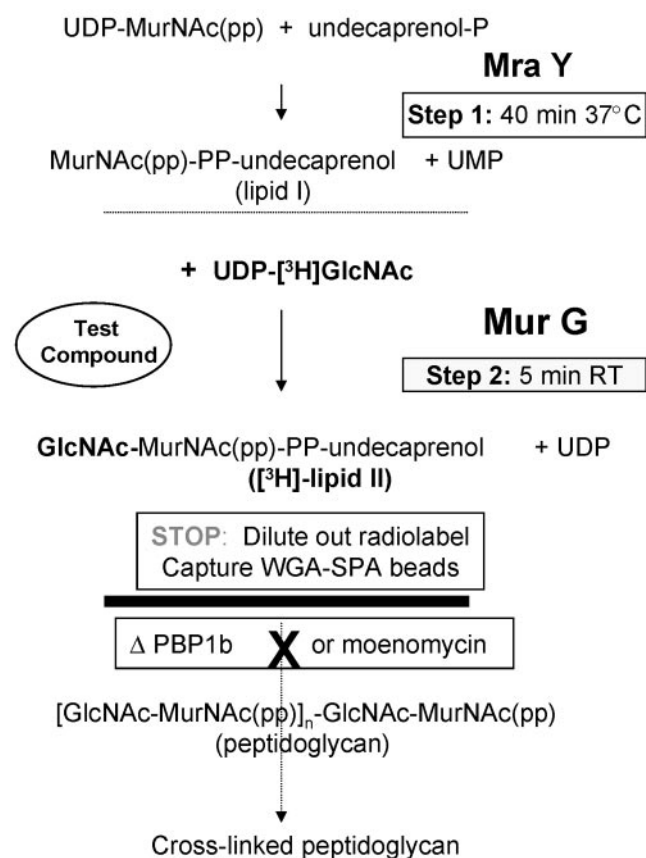 UDP-MurNAc(pp) + undecaprenol-P
Mra Y
Step 1: 40 min 37°C
MurNAc(pp)-PP-undecaprenol + UMP
(lipid I)
+ UDP-[³H]GlcNAc
Test
Compound
Mur G
Step 2: 5 min RT
GlcNAc-MurNAc(pp)-PP-undecaprenol + UDP
([³H]-lipid II)
STOP: Dilute out radiolabel
Capture WGA-SPA beads
Δ PBP1b X or moenomycin
[GlcNAc-MurNAc(pp)]ₙ-GlcNAc-MurNAc(pp)
(peptidoglycan)
Cross-linked peptidoglycan